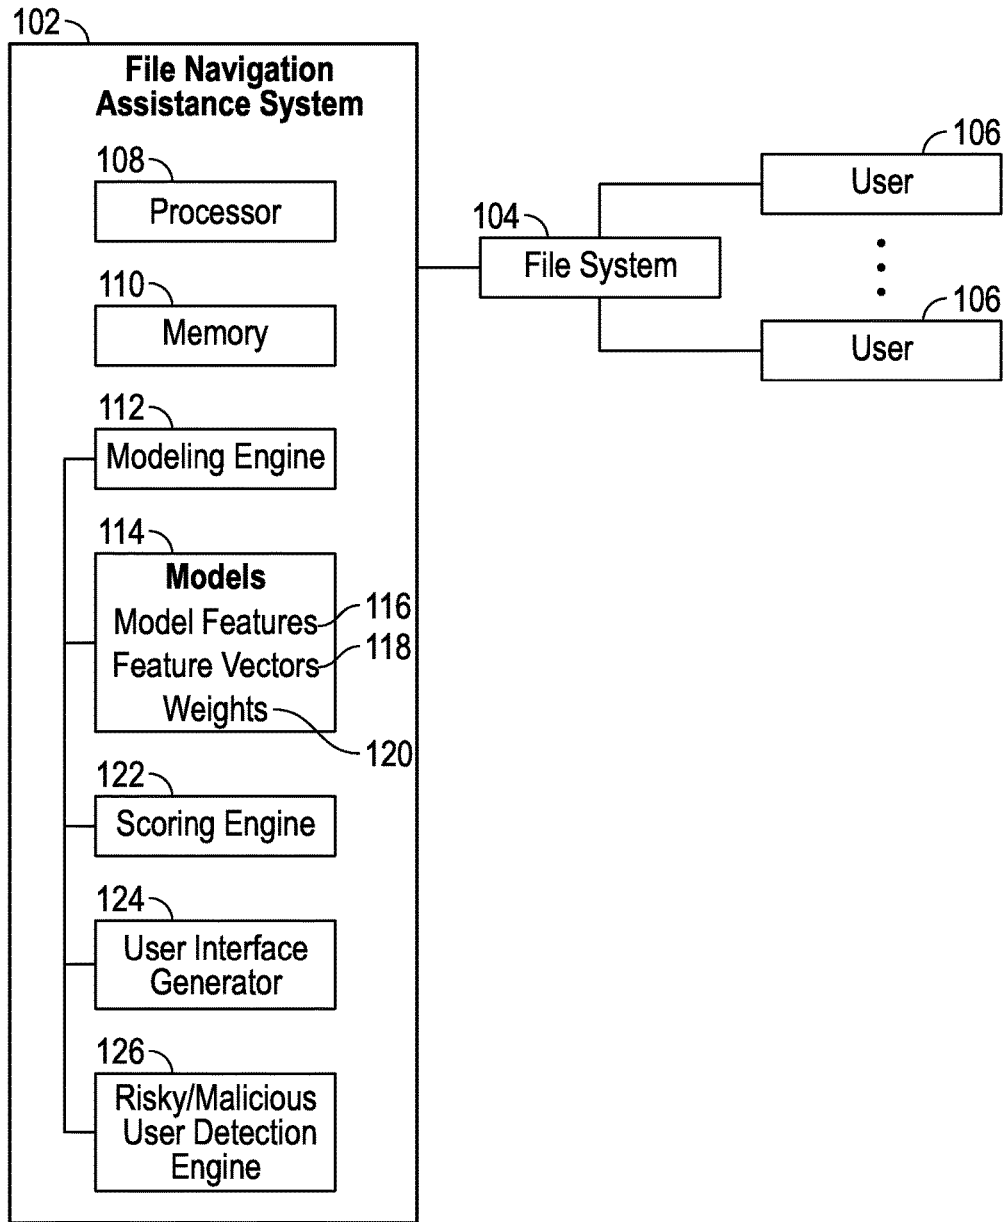 102
File Navigation
Assistance System
108
Processor
110
Memory
112
Modeling Engine
114
Models
Model Features 116
Feature Vectors 118
Weights
120
122
Scoring Engine
124
User Interface
Generator
126
Risky/Malicious
User Detection
Engine
104
File System
106
User
106
User